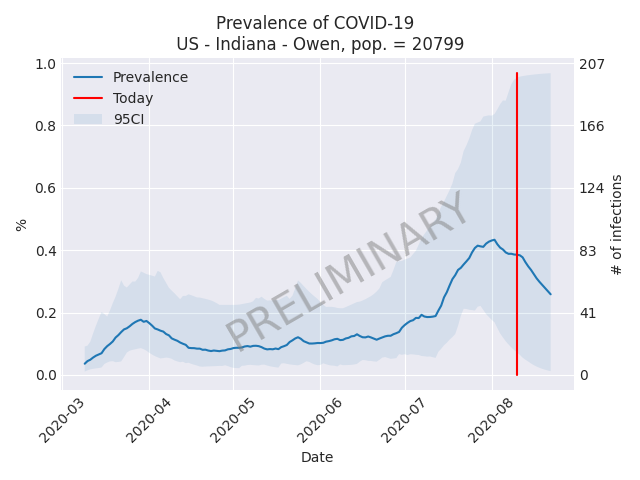 Prevalence of COVID-19
US - Indiana - Owen, pop. = 20799
Prevalence
Today
95CI
1.0
0.8
0.6
0.4
0.2
0.0
%
207
166
124
83
41
0
# of infections
PRELIMINARY
2020-03
2020-04
2020-05
2020-06
2020-07
2020-08
Date